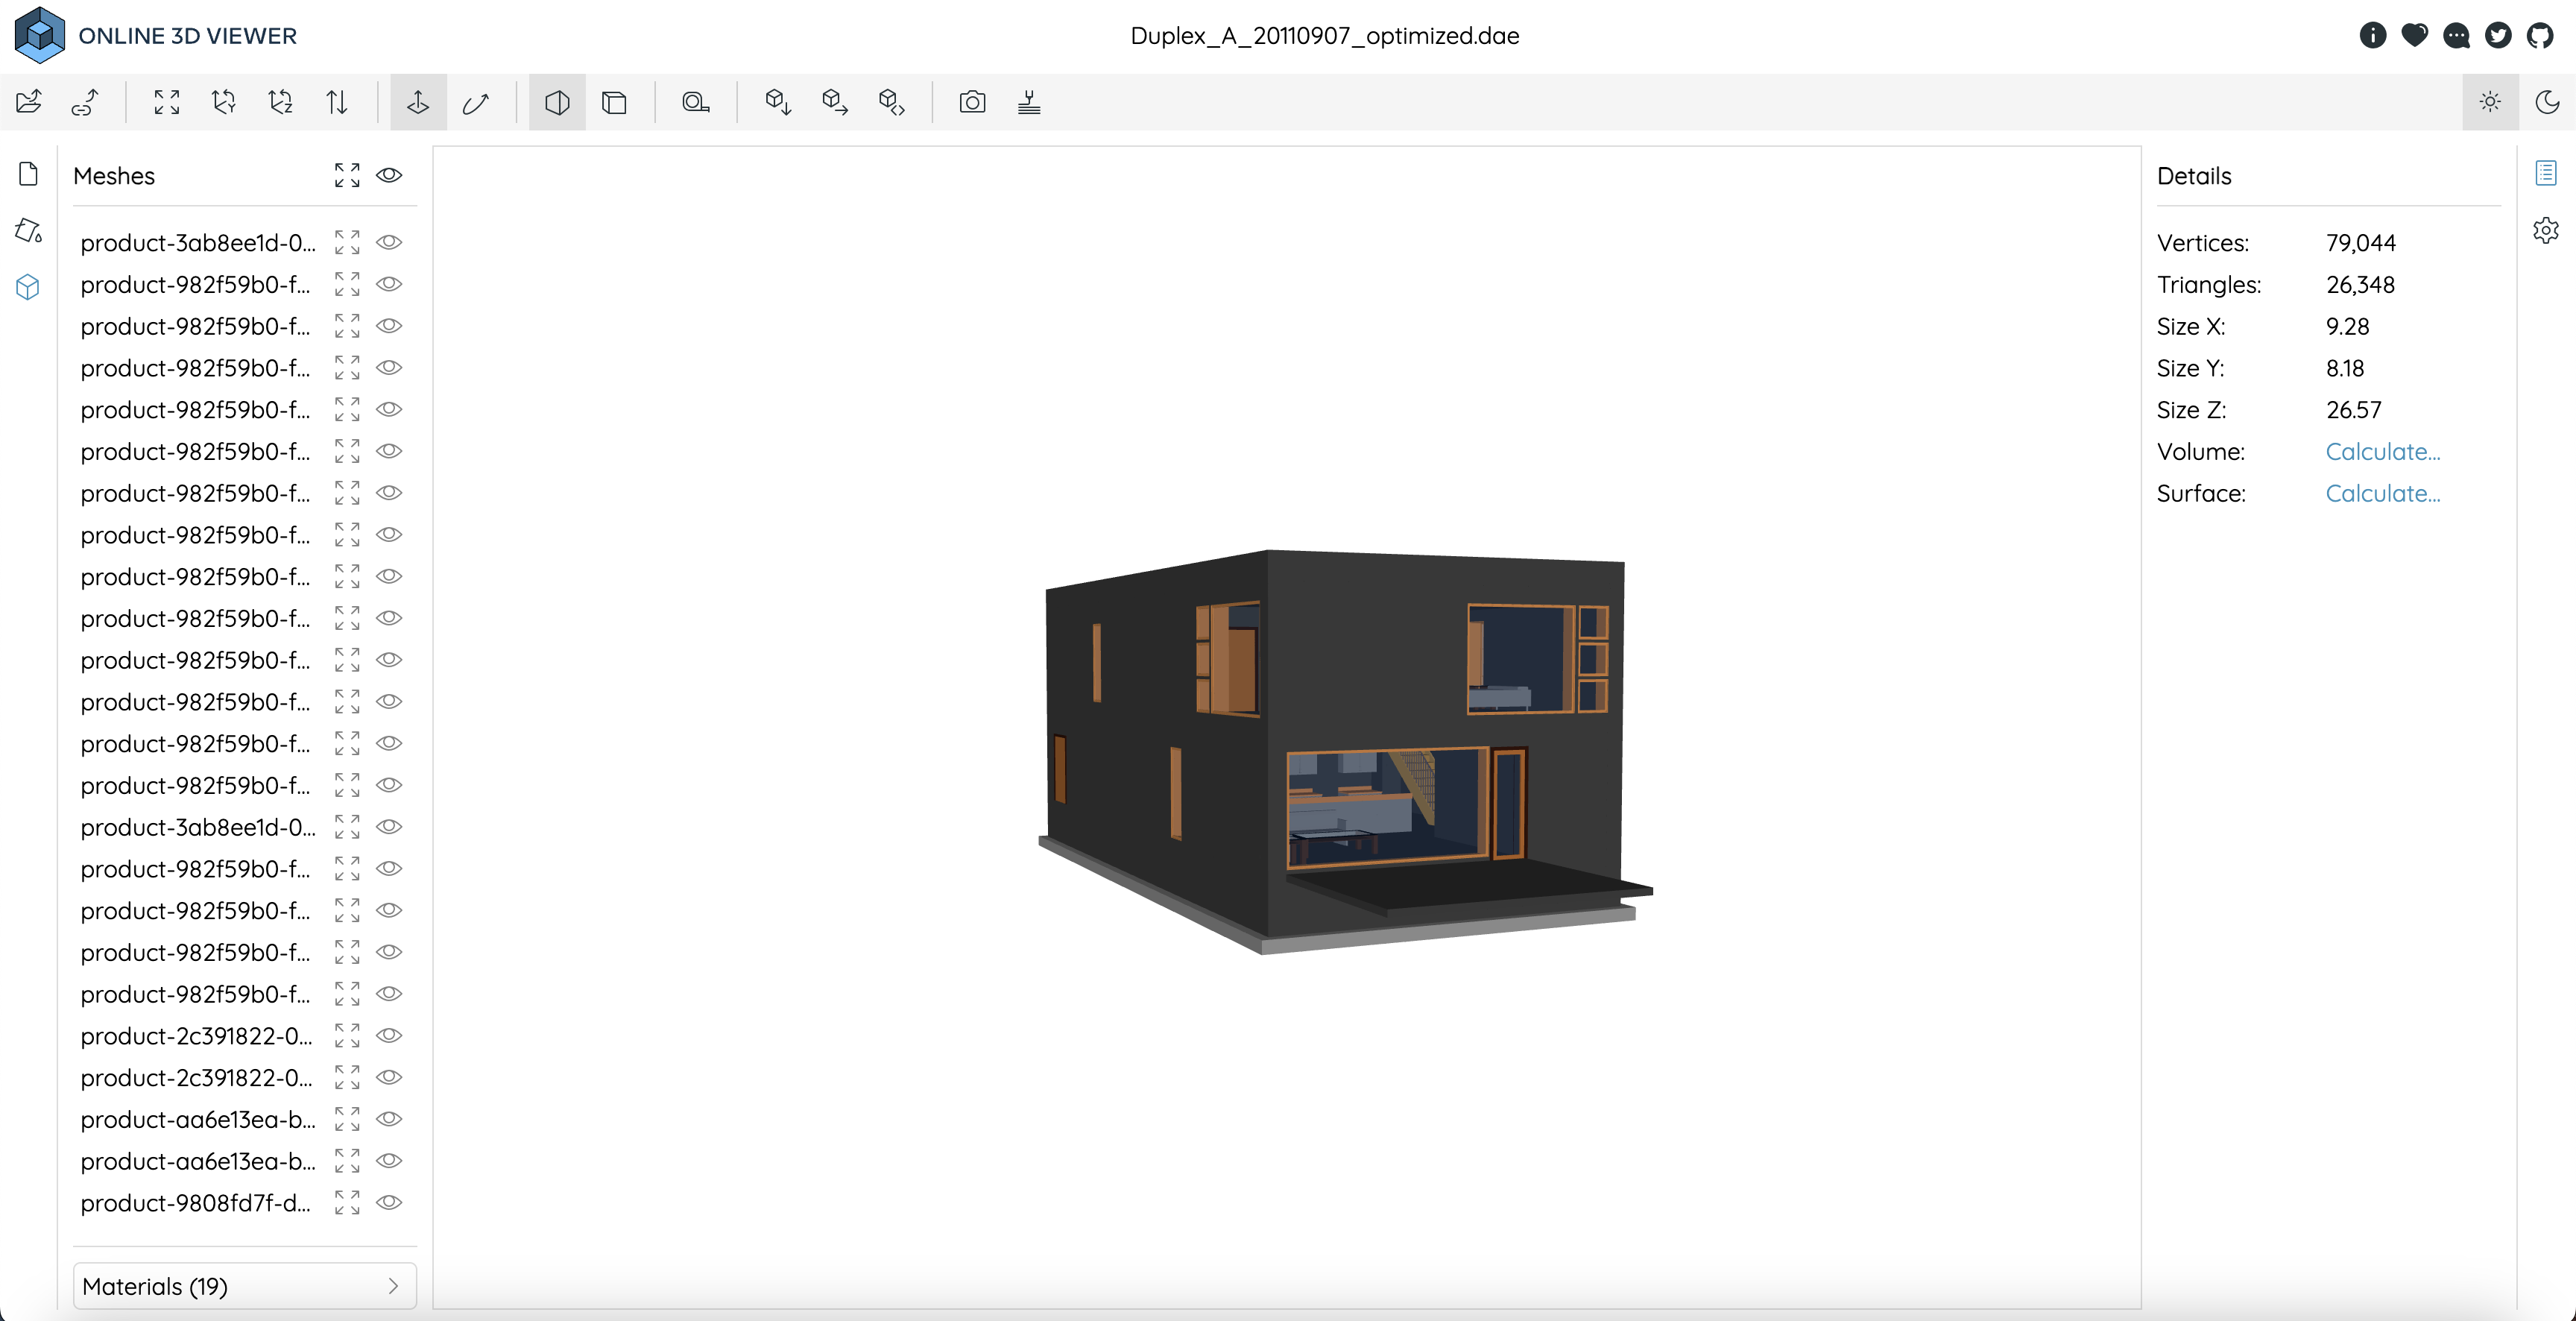 ONLINE 3D VIEWER
Duplex_A_20110907_optimized.dae
Meshes
product-3ab8ee1d-0...
product-982f59b0-f...
product-982f59b0-f...
product-982f59b0-f...
product-982f59b0-f...
product-982f59b0-f...
product-982f59b0-f...
product-982f59b0-f...
product-982f59b0-f...
product-982f59b0-f...
product-982f59b0-f...
product-982f59b0-f...
product-982f59b0-f...
product-982f59b0-f...
product-3ab8ee1d-0...
product-982f59b0-f...
product-982f59b0-f...
product-982f59b0-f...
product-982f59b0-f...
product-2c391822-0...
product-2c391822-0...
product-aa6e13ea-b...
product-aa6e13ea-b...
product-9808fd7f-d...
Materials (19)
Details
Vertices: 79,044
Triangles: 26,348
Size X: 9.28
Size Y: 8.18
Size Z: 26.57
Volume: Calculate...
Surface: Calculate...